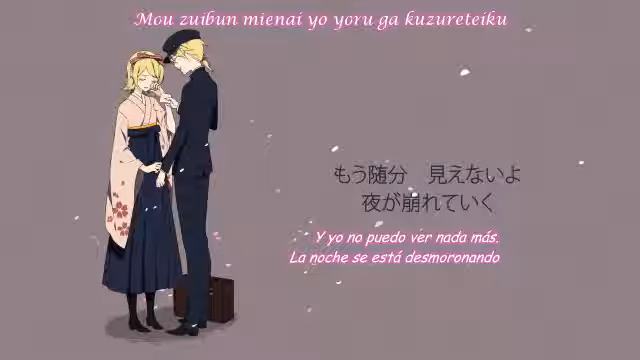 Mou zuibun mienai yo yoru ga kuzureteiku
もう随分　見えないよ
夜が崩れていく
Y yo no puedo ver nada más.
La noche se está desmoronando